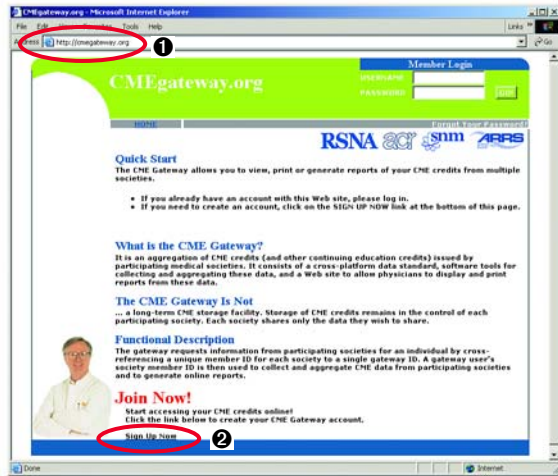 CMEgateway.org - Microsoft Internet Explorer
File Edit Tools Help Links
Address http://cmegateway.org Go
1
Member Login
CMEgateway.org
USERNAME
PASSWORD
GO!
HOME Forgot Your Password?
RSNA acr snm ARRS
Quick Start
The CME Gateway allows you to view, print or generate reports of your CME credits from multiple
societies.
• If you already have an account with this Web site, please log in.
• If you need to create an account, click on the SIGN UP NOW link at the bottom of this page.
What is the CME Gateway?
It is an aggregation of CME credits (and other continuing education credits) issued by
participating medical societies. It consists of a cross-platform data standard, software tools for
collecting and aggregating these data, and a Web site to allow physicians to display and print
reports from these data.
The CME Gateway Is Not
... a long-term CME storage facility. Storage of CME credits remains in the control of each
participating society. Each society shares only the data they wish to share.
Functional Description
The gateway requests information from participating societies for an individual by cross-
referencing a unique member ID for each society to a single gateway ID. A gateway user's
society member ID is then used to collect and aggregate CME data from participating societies
and to generate online reports.
Join Now!
Start accessing your CME credits online!
Click the link below to create your CME Gateway account.
Sign Up Now
2
Done Internet